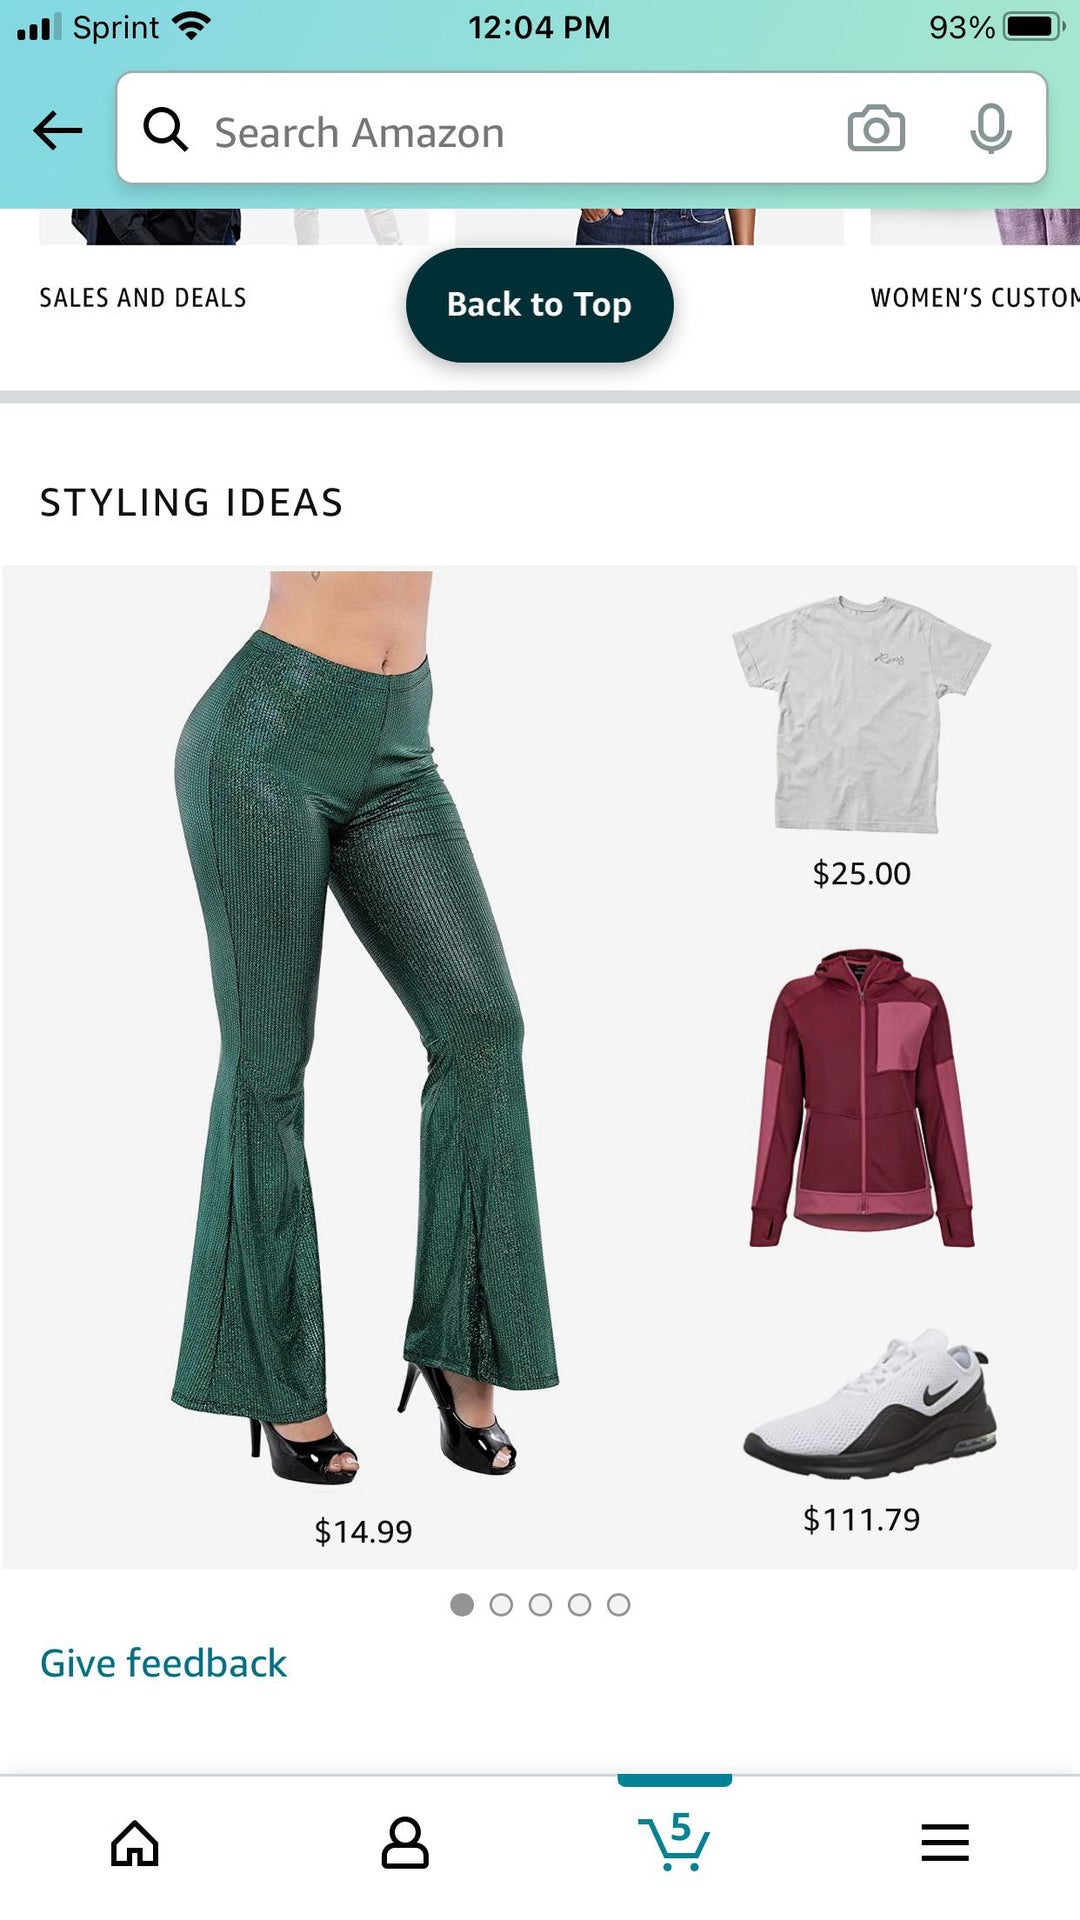 Sprint 12:04 PM 93%
Search Amazon
SALES AND DEALS
Back to Top
WOMEN'S CUSTOM
STYLING IDEAS
Roxy
$25.00
$111.79
$14.99
Give feedback
5